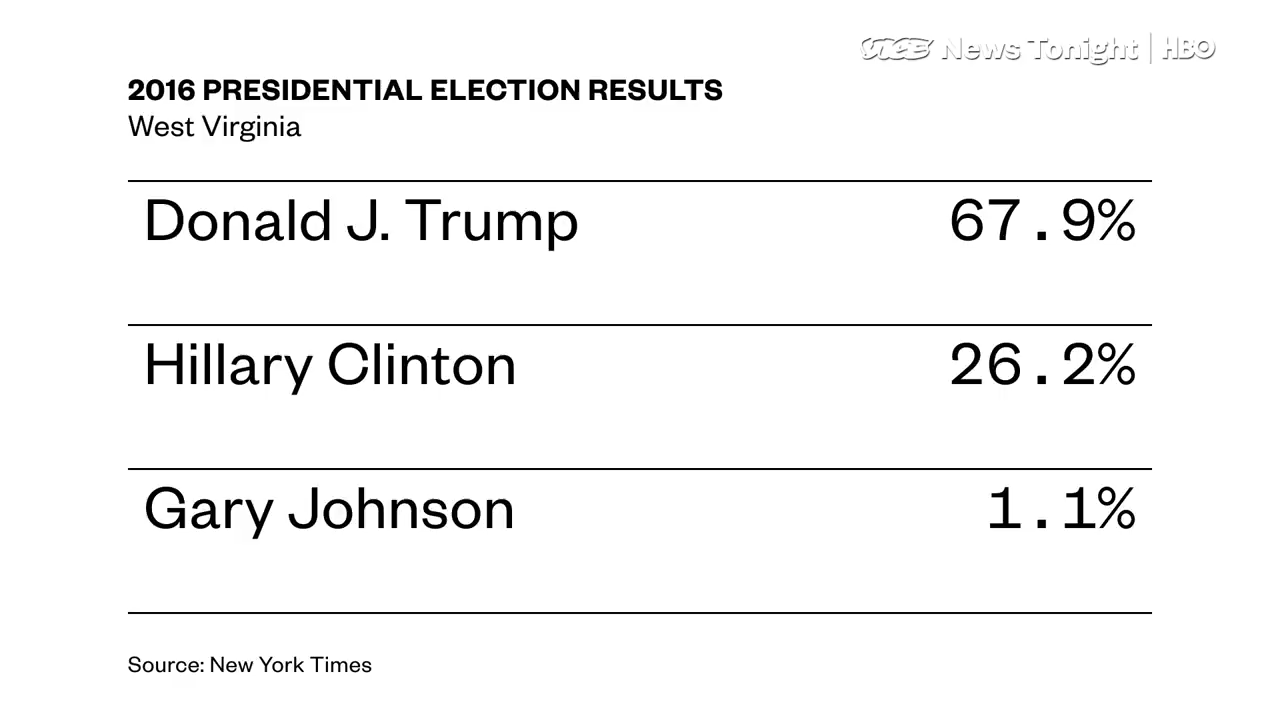 VICE News Tonight | HBO
2016 PRESIDENTIAL ELECTION RESULTS
West Virginia
Donald J. Trump 67.9%
Hillary Clinton 26.2%
Gary Johnson 1.1%
Source: New York Times